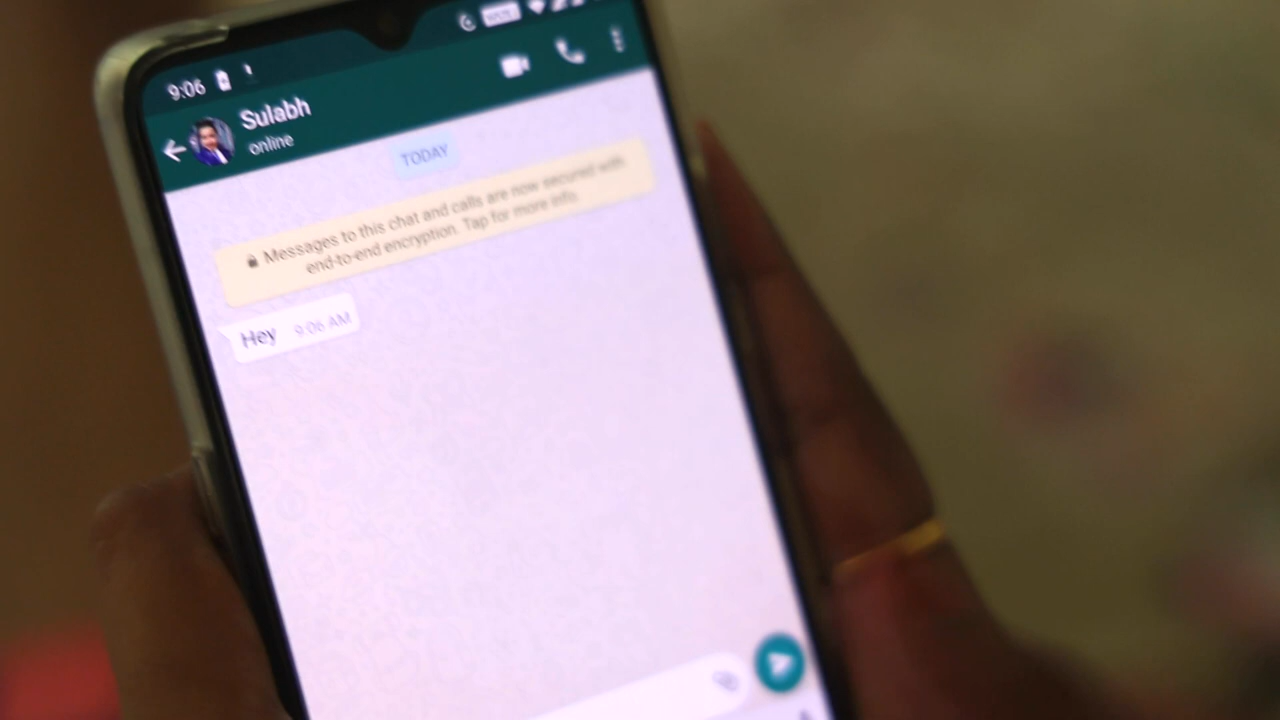 9:06
Sulabh
online
TODAY
Messages to this chat and calls are now secured with
end-to-end encryption. Tap for more info.
Hey 9:06 AM